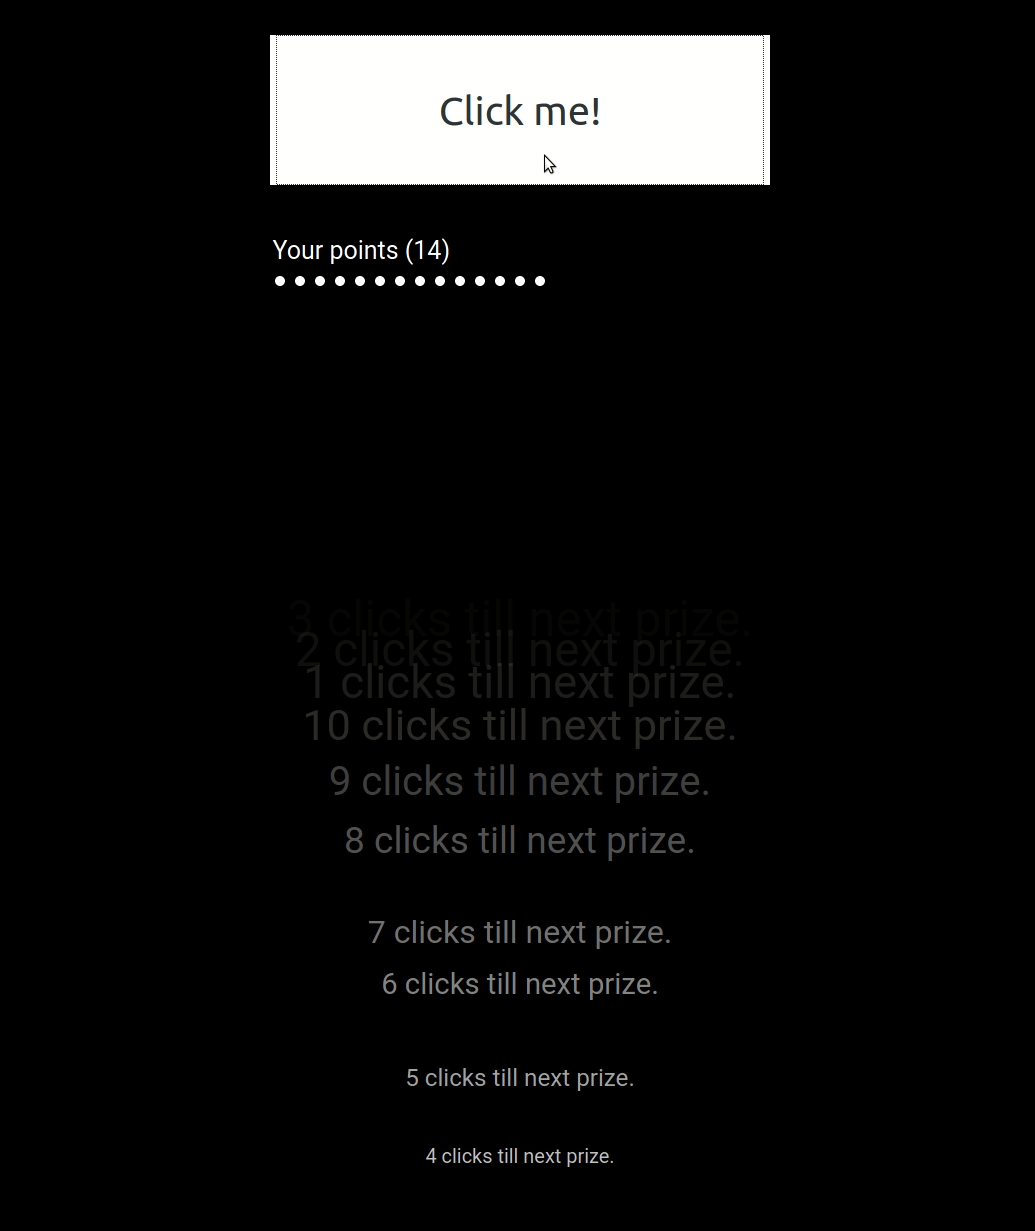 Click me!
Your points (14)
3 clicks till next prize.
2 clicks till next prize.
1 clicks till next prize.
10 clicks till next prize.
9 clicks till next prize.
8 clicks till next prize.
7 clicks till next prize.
6 clicks till next prize.
5 clicks till next prize.
4 clicks till next prize.